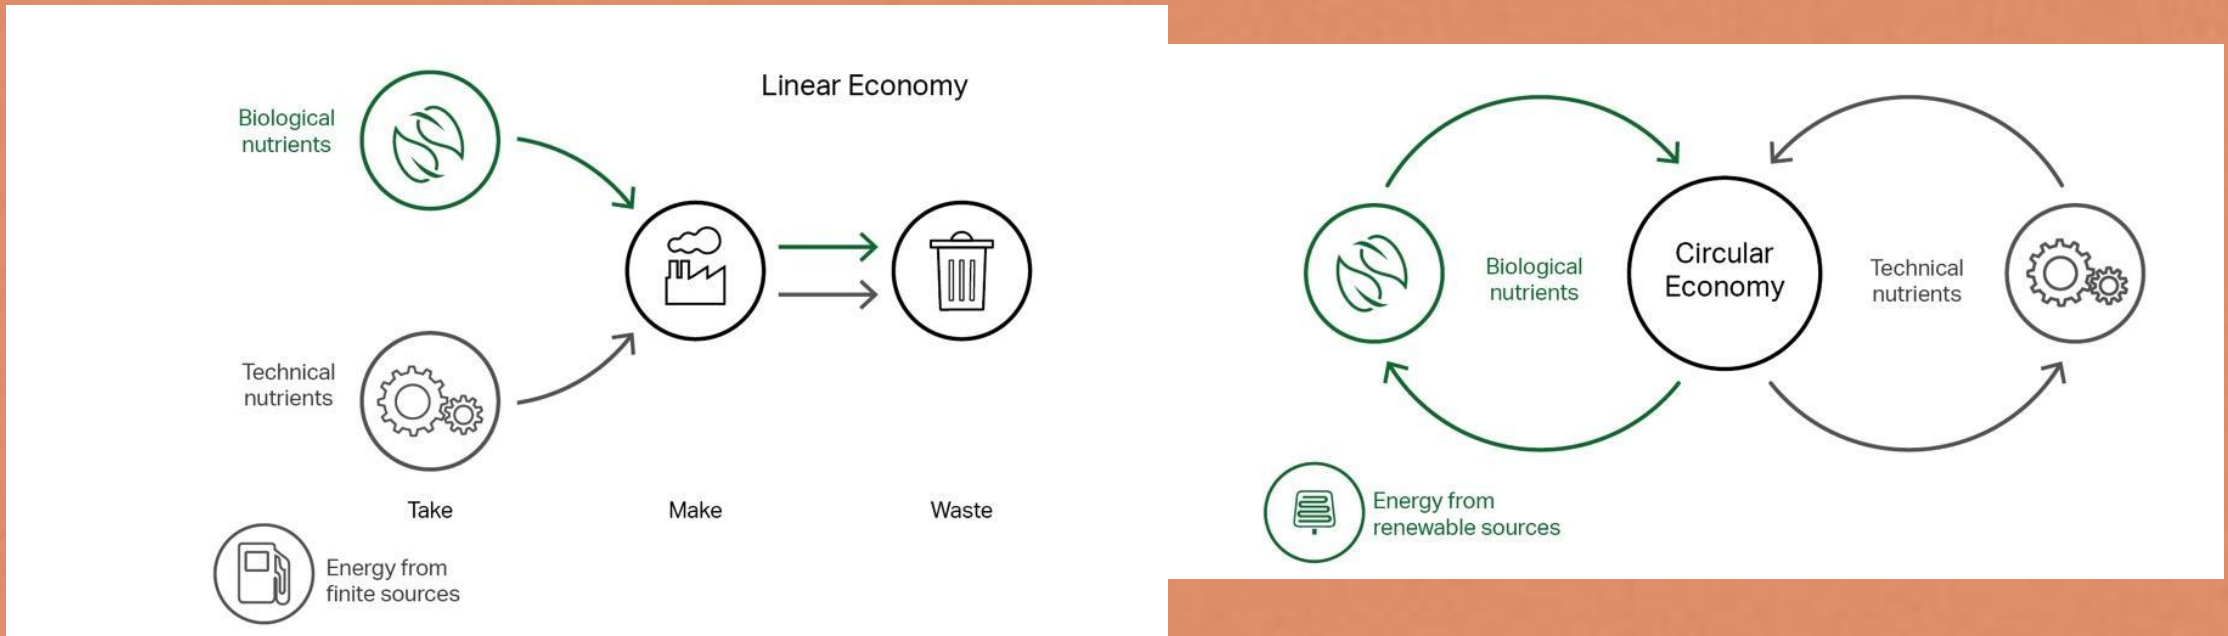 Linear Economy
Biological
nutrients
Technical
nutrients
Take
Make
Waste
Energy from
finite sources
Circular
Economy
Biological
nutrients
Technical
nutrients
Energy from
renewable sources